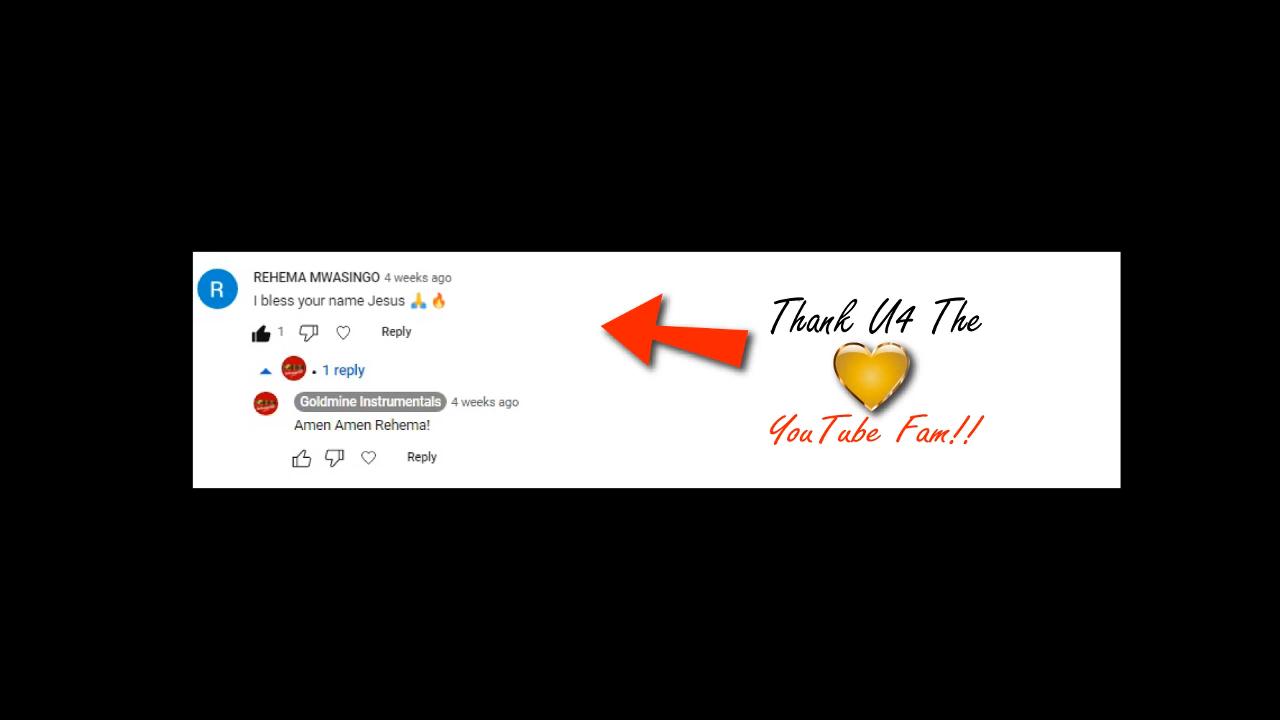 R
REHEMA MWASINGO 4 weeks ago
I bless your name Jesus 🙏🔥
1 Reply
1 reply
Goldmine Instrumentals 4 weeks ago
Amen Amen Rehema!
Reply
Thank U4 The
YouTube Fam!!